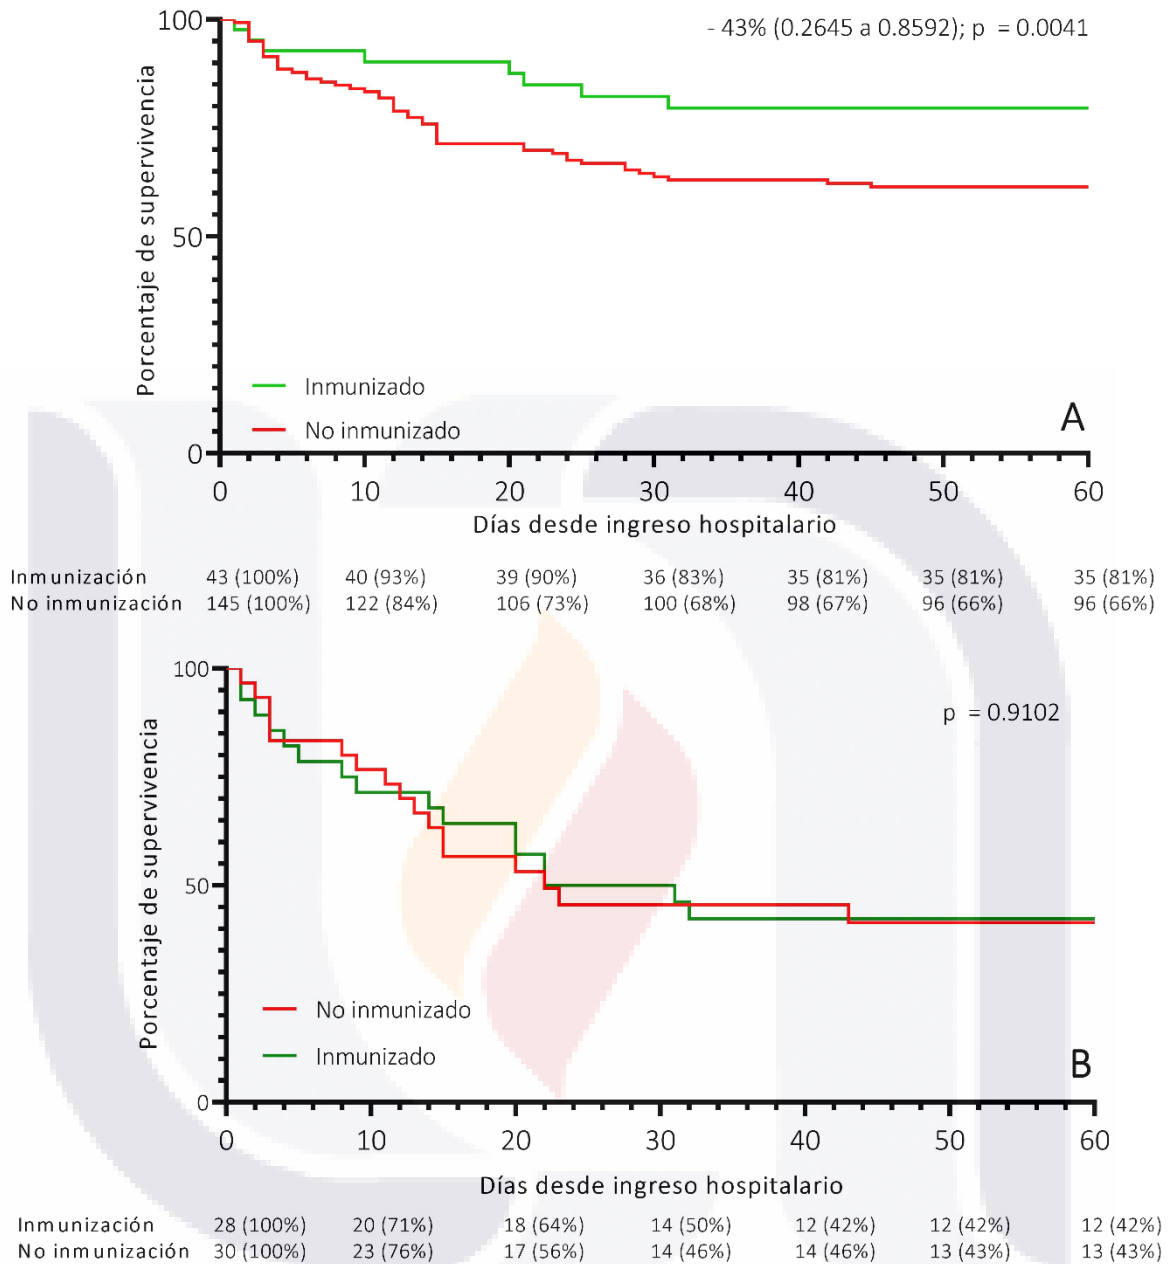 100
- 43% (0.2645 a 0.8592); p = 0.0041
Porcentaje de supervivencia
50
Inmunizado
No inmunizado
A
0
0 10 20 30 40 50 60
Días desde ingreso hospitalario
Inmunización 43 (100%) 40 (93%) 39 (90%) 36 (83%) 35 (81%) 35 (81%) 35 (81%)
No inmunización 145 (100%) 122 (84%) 106 (73%) 100 (68%) 98 (67%) 96 (66%) 96 (66%)
100
p = 0.9102
Porcentaje de supervivencia
50
No inmunizado
Inmunizado
B
0
0 10 20 30 40 50 60
Días desde ingreso hospitalario
Inmunización 28 (100%) 20 (71%) 18 (64%) 14 (50%) 12 (42%) 12 (42%) 12 (42%)
No inmunización 30 (100%) 23 (76%) 17 (56%) 14 (46%) 14 (46%) 13 (43%) 13 (43%)